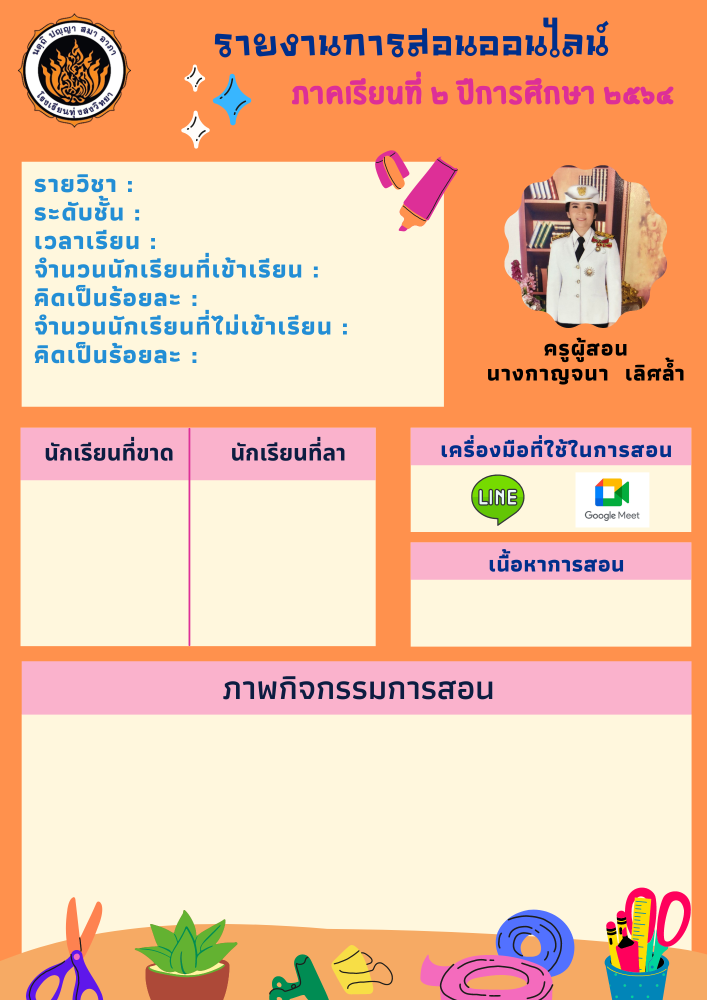 นตฺถิ ปญฺญา สมา อาภา
โรงเรียนทุ่งสงวิทยา
รายงานการสอนออนไลน์
ภาคเรียนที่ ๒ ปีการศึกษา ๒๕๖๔
รายวิชา :
ระดับชั้น :
เวลาเรียน :
จำนวนนักเรียนที่เข้าเรียน :
คิดเป็นร้อยละ :
จำนวนนักเรียนที่ไม่เข้าเรียน :
คิดเป็นร้อยละ :
ครูผู้สอน
นางกาญจนา เลิศล้ำ
นักเรียนที่ขาด
นักเรียนที่ลา
เครื่องมือที่ใช้ในการสอน
LINE
Google Meet
เนื้อหาการสอน
ภาพกิจกรรมการสอน